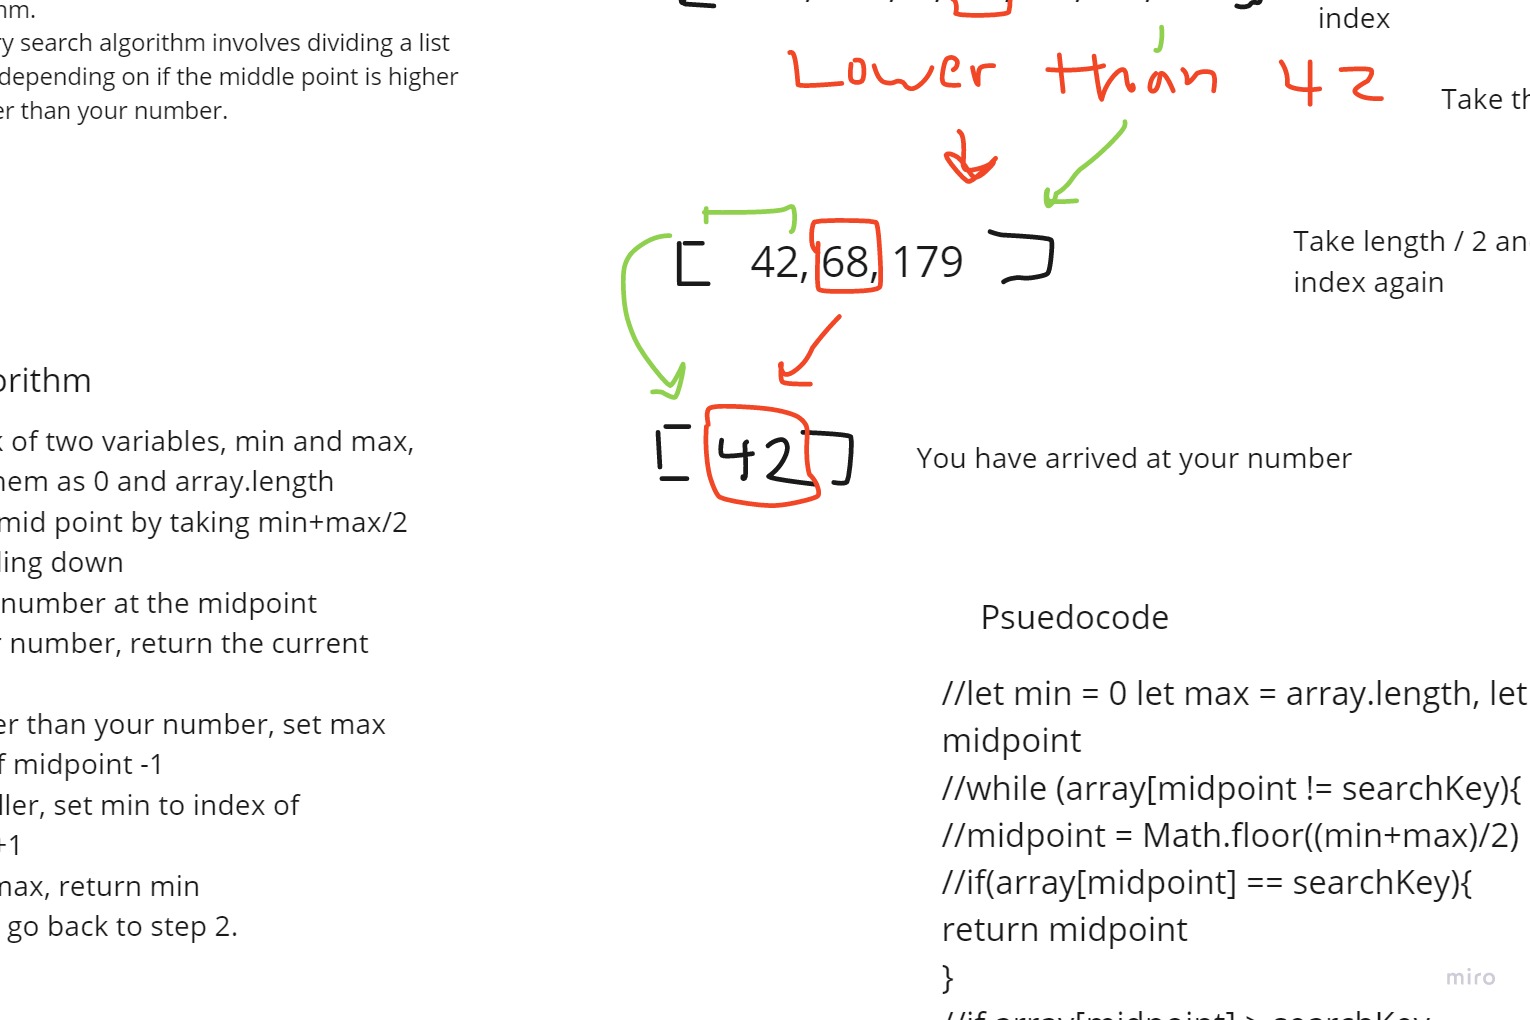 hm.
y search algorithm involves dividing a list
depending on if the middle point is higher
er than your number.
index
Lower than 42
Take th
[ 42, 68, 179 ]
Take length / 2 an
index again
[ 42 ]
You have arrived at your number
orithm
k of two variables, min and max,
hem as 0 and array.length
mid point by taking min+max/2
ling down
number at the midpoint
r number, return the current
er than your number, set max
f midpoint -1
ller, set min to index of
+1
max, return min
go back to step 2.
Psuedocode
//let min = 0 let max = array.length, let
midpoint
//while (array[midpoint != searchKey){
//midpoint = Math.floor((min+max)/2)
//if(array[midpoint] == searchKey){
return midpoint
}
//if array[midpoint] > searchKey
miro